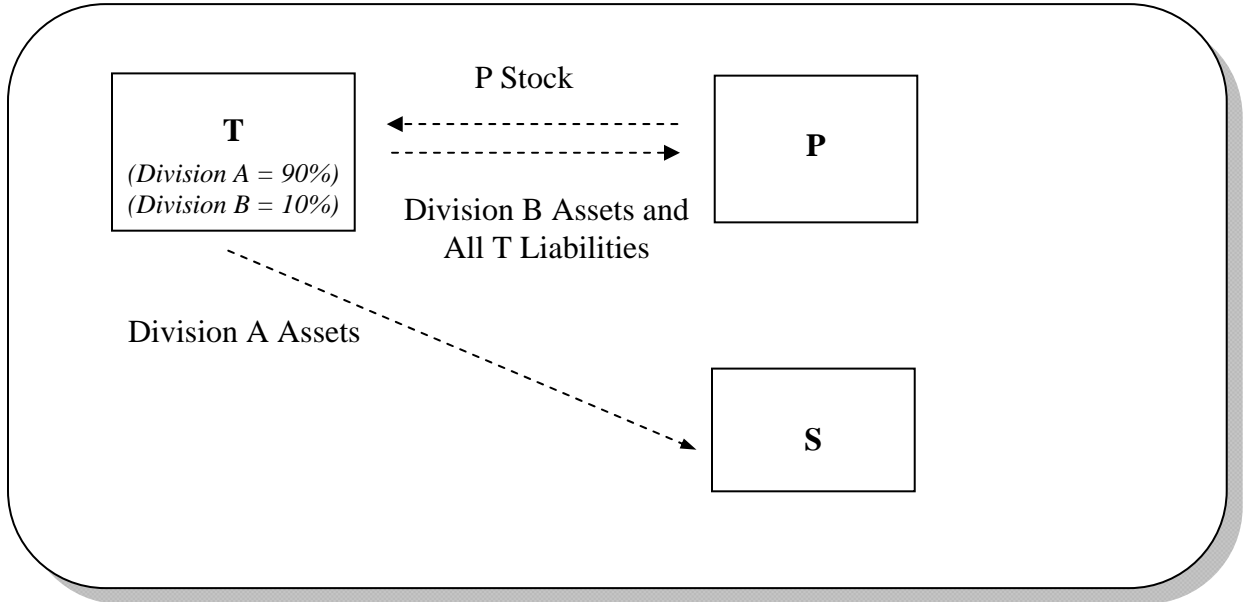 P Stock
T
(Division A = 90%)
(Division B = 10%)
P
Division B Assets and
All T Liabilities
Division A Assets
S